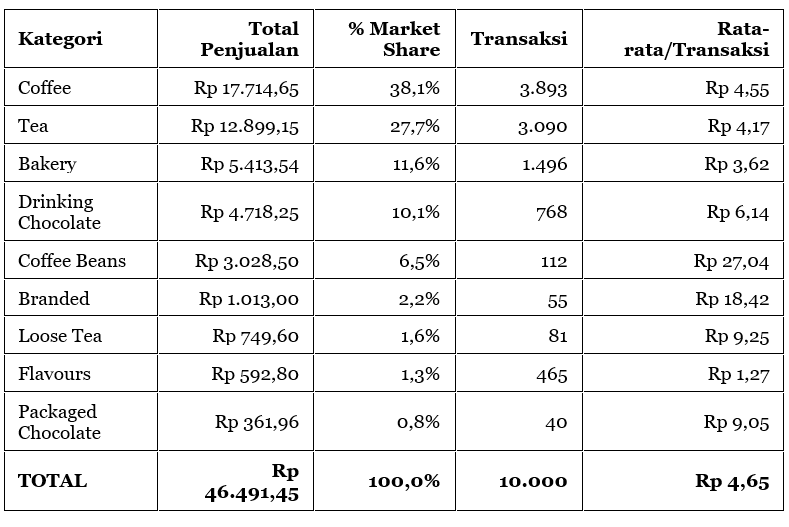 Kategori Total Penjualan % Market Share Transaksi Rata-rata/Transaksi
Coffee Rp 17.714,65 38,1% 3.893 Rp 4,55
Tea Rp 12.899,15 27,7% 3.090 Rp 4,17
Bakery Rp 5.413,54 11,6% 1.496 Rp 3,62
Drinking Chocolate Rp 4.718,25 10,1% 768 Rp 6,14
Coffee Beans Rp 3.028,50 6,5% 112 Rp 27,04
Branded Rp 1.013,00 2,2% 55 Rp 18,42
Loose Tea Rp 749,60 1,6% 81 Rp 9,25
Flavours Rp 592,80 1,3% 465 Rp 1,27
Packaged Chocolate Rp 361,96 0,8% 40 Rp 9,05
TOTAL Rp 46.491,45 100,0% 10.000 Rp 4,65